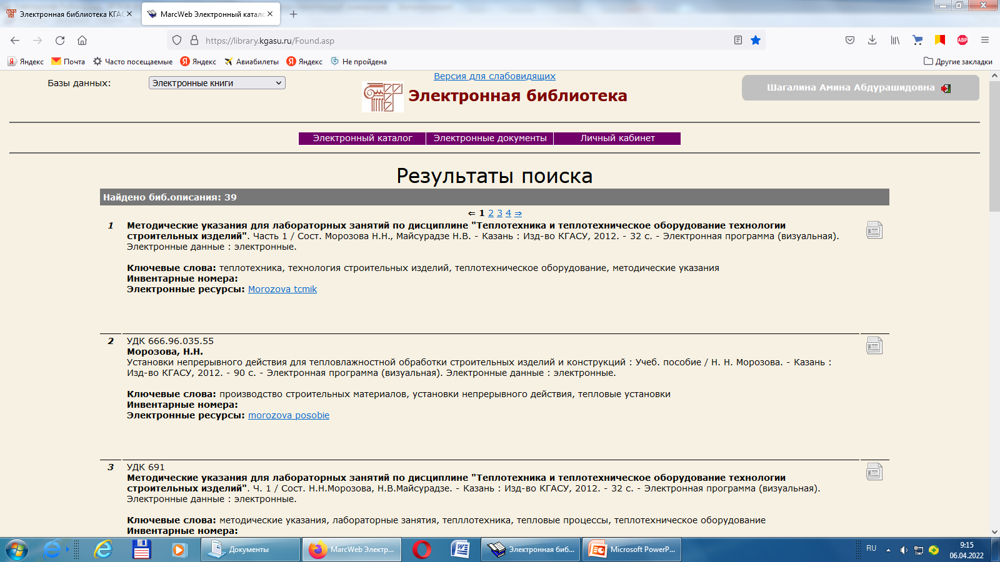 Электронная библиотека КГАС
MarcWeb Электронный катало
https://library.kgasu.ru/Found.asp
ABP
Яндекс
Почта
Часто посещаемые
Яндекс
Авиабилеты
Яндекс
Не пройдена
Другие закладки
Базы данных:
Электронные книги
Версия для слабовидящих
Электронная библиотека
Шагалина Амина Абдурашидовна
Электронный каталог
Электронные документы
Личный кабинет
Результаты поиска
Найдено биб.описания: 39
⇐ 1 2 3 4 ⇒
1 Методические указания для лабораторных занятий по дисциплине "Теплотехника и теплотехническое оборудование технологии
строительных изделий". Часть 1 / Сост. Морозова Н.Н., Майсурадзе Н.В. - Казань : Изд-во КГАСУ, 2012. - 32 с. - Электронная программа (визуальная).
Электронные данные : электронные.
Ключевые слова: теплотехника, технология строительных изделий, теплотехническое оборудование, методические указания
Инвентарные номера:
Электронные ресурсы: Morozova tcmik
2 УДК 666.96.035.55
Морозова, Н.Н.
Установки непрерывного действия для тепловлажностной обработки строительных изделий и конструкций : Учеб. пособие / Н. Н. Морозова. - Казань :
Изд-во КГАСУ, 2012. - 90 с. - Электронная программа (визуальная). Электронные данные : электронные.
Ключевые слова: производство строительных материалов, установки непрерывного действия, тепловые установки
Инвентарные номера:
Электронные ресурсы: morozova posobie
3 УДК 691
Методические указания для лабораторных занятий по дисциплине "Теплотехника и теплотехническое оборудование технологии
строительных изделий". Ч. 1 / Сост. Н.Н.Морозова, Н.В.Майсурадзе. - Казань : Изд-во КГАСУ, 2012. - 32 с. - Электронная программа (визуальная).
Электронные данные : электронные.
Ключевые слова: методические указания, лабораторные занятия, тепплотехника, тепловые процессы, теплотехническое оборудование
Инвентарные номера:
Документы
MarcWeb Электр...
Электронная биб...
Microsoft PowerP...
RU
9:15
06.04.2022